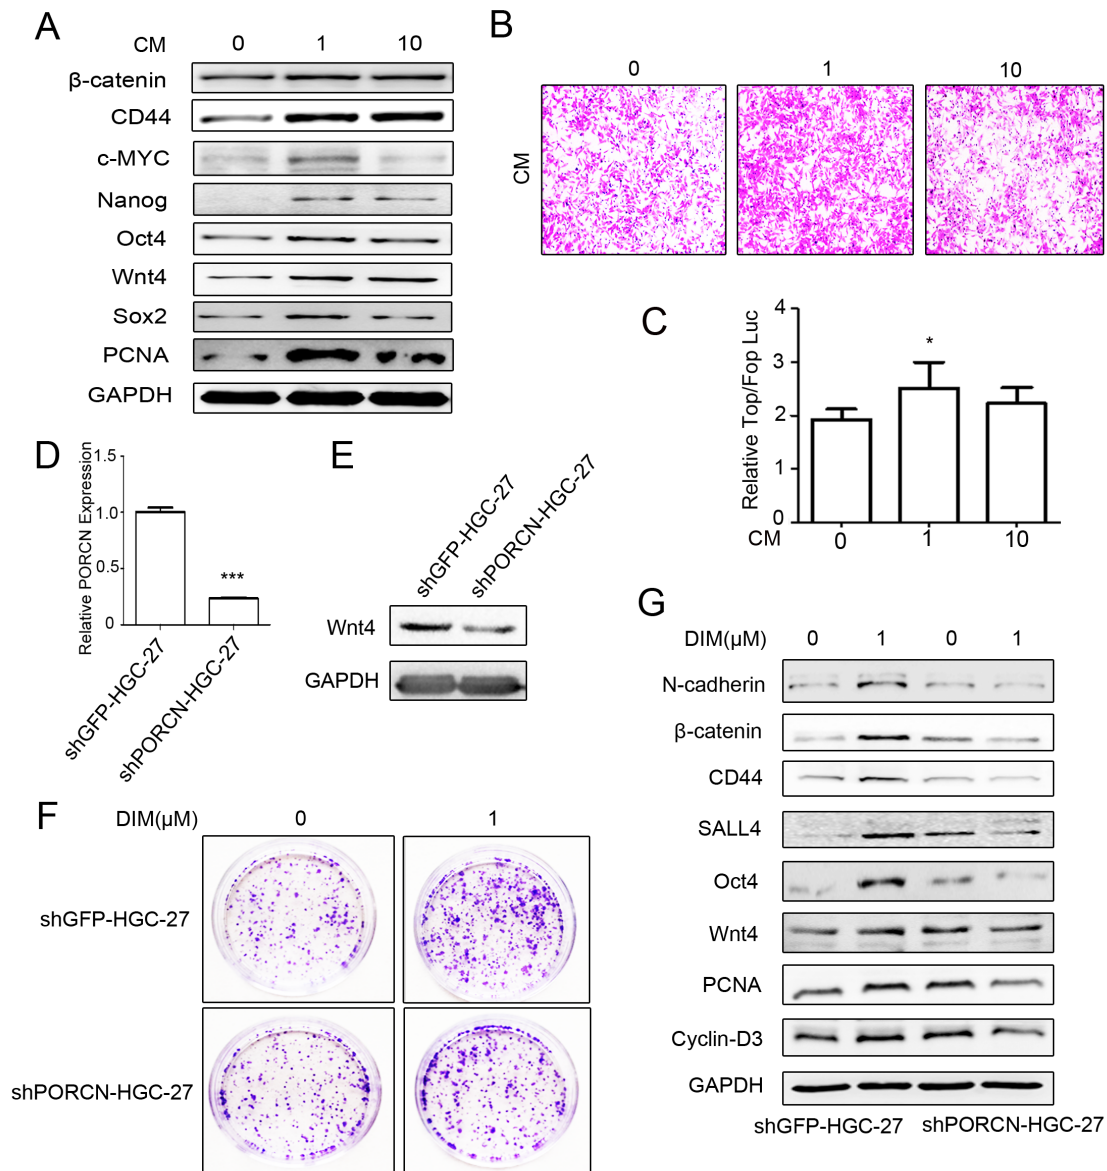 A
CM 0 1 10
β-catenin
CD44
c-MYC
Nanog
Oct4
Wnt4
Sox2
PCNA
GAPDH
B
0 1 10
CM
C
Relative Top/Fop Luc
4
3
2
1
0
*
CM 0 1 10
D
Relative PORCN Expression
1.5
1.0
0.5
0
***
shGFP-HGC-27
shPORCN-HGC-27
E
shGFP-HGC-27
shPORCN-HGC-27
Wnt4
GAPDH
F
DIM(μM) 0 1
shGFP-HGC-27
shPORCN-HGC-27
G
DIM(μM) 0 1 0 1
N-cadherin
β-catenin
CD44
SALL4
Oct4
Wnt4
PCNA
Cyclin-D3
GAPDH
shGFP-HGC-27 shPORCN-HGC-27